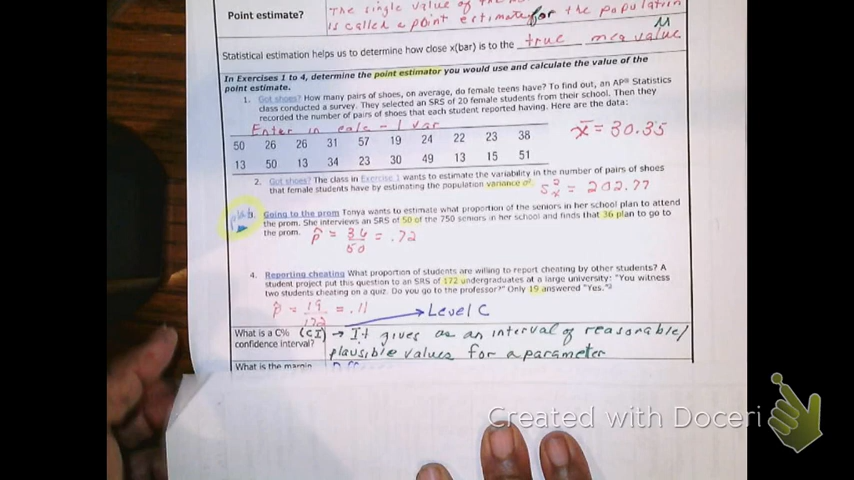 The single value of the
Point estimate?
is called a point estimate for the population
μ
Statistical estimation helps us to determine how close x(bar) is to the true value
In Exercises 1 to 4, determine the point estimator you would use and calculate the value of the
point estimate.
1. Got shoes? How many pairs of shoes, on average, do female teens have? To find out, an AP® Statistics
class conducted a survey. They selected an SRS of 20 female students from their school. Then they
recorded the number of pairs of shoes that each student reported having. Here are the data:
Enter in calc - 1 var
x̄ = 30.35
50 26 26 31 57 19 24 22 23 38
13 50 13 34 23 30 49 13 15 51
2. Got shoes? The class in Exercise 1 wants to estimate the variability in the number of pairs of shoes
that female students have by estimating the population variance σ².
s²x = 202.77
3. Going to the prom Tonya wants to estimate what proportion of the seniors in her school plan to attend
the prom. She interviews an SRS of 50 of the 750 seniors in her school and finds that 36 plan to go to
the prom. p̂ = 36/50 = .72
4. Reporting cheating What proportion of students are willing to report cheating by other students? A
student project put this question to an SRS of 172 undergraduates at a large university: "You witness
two students cheating on a quiz. Do you go to the professor?" Only 19 answered "Yes."²
p̂ = 19/172 = .11 → Level C
What is a C% (CI) → It gives as an interval of reasonable/
confidence interval? plausible values for a parameter
What is the margin
Created with Doceri